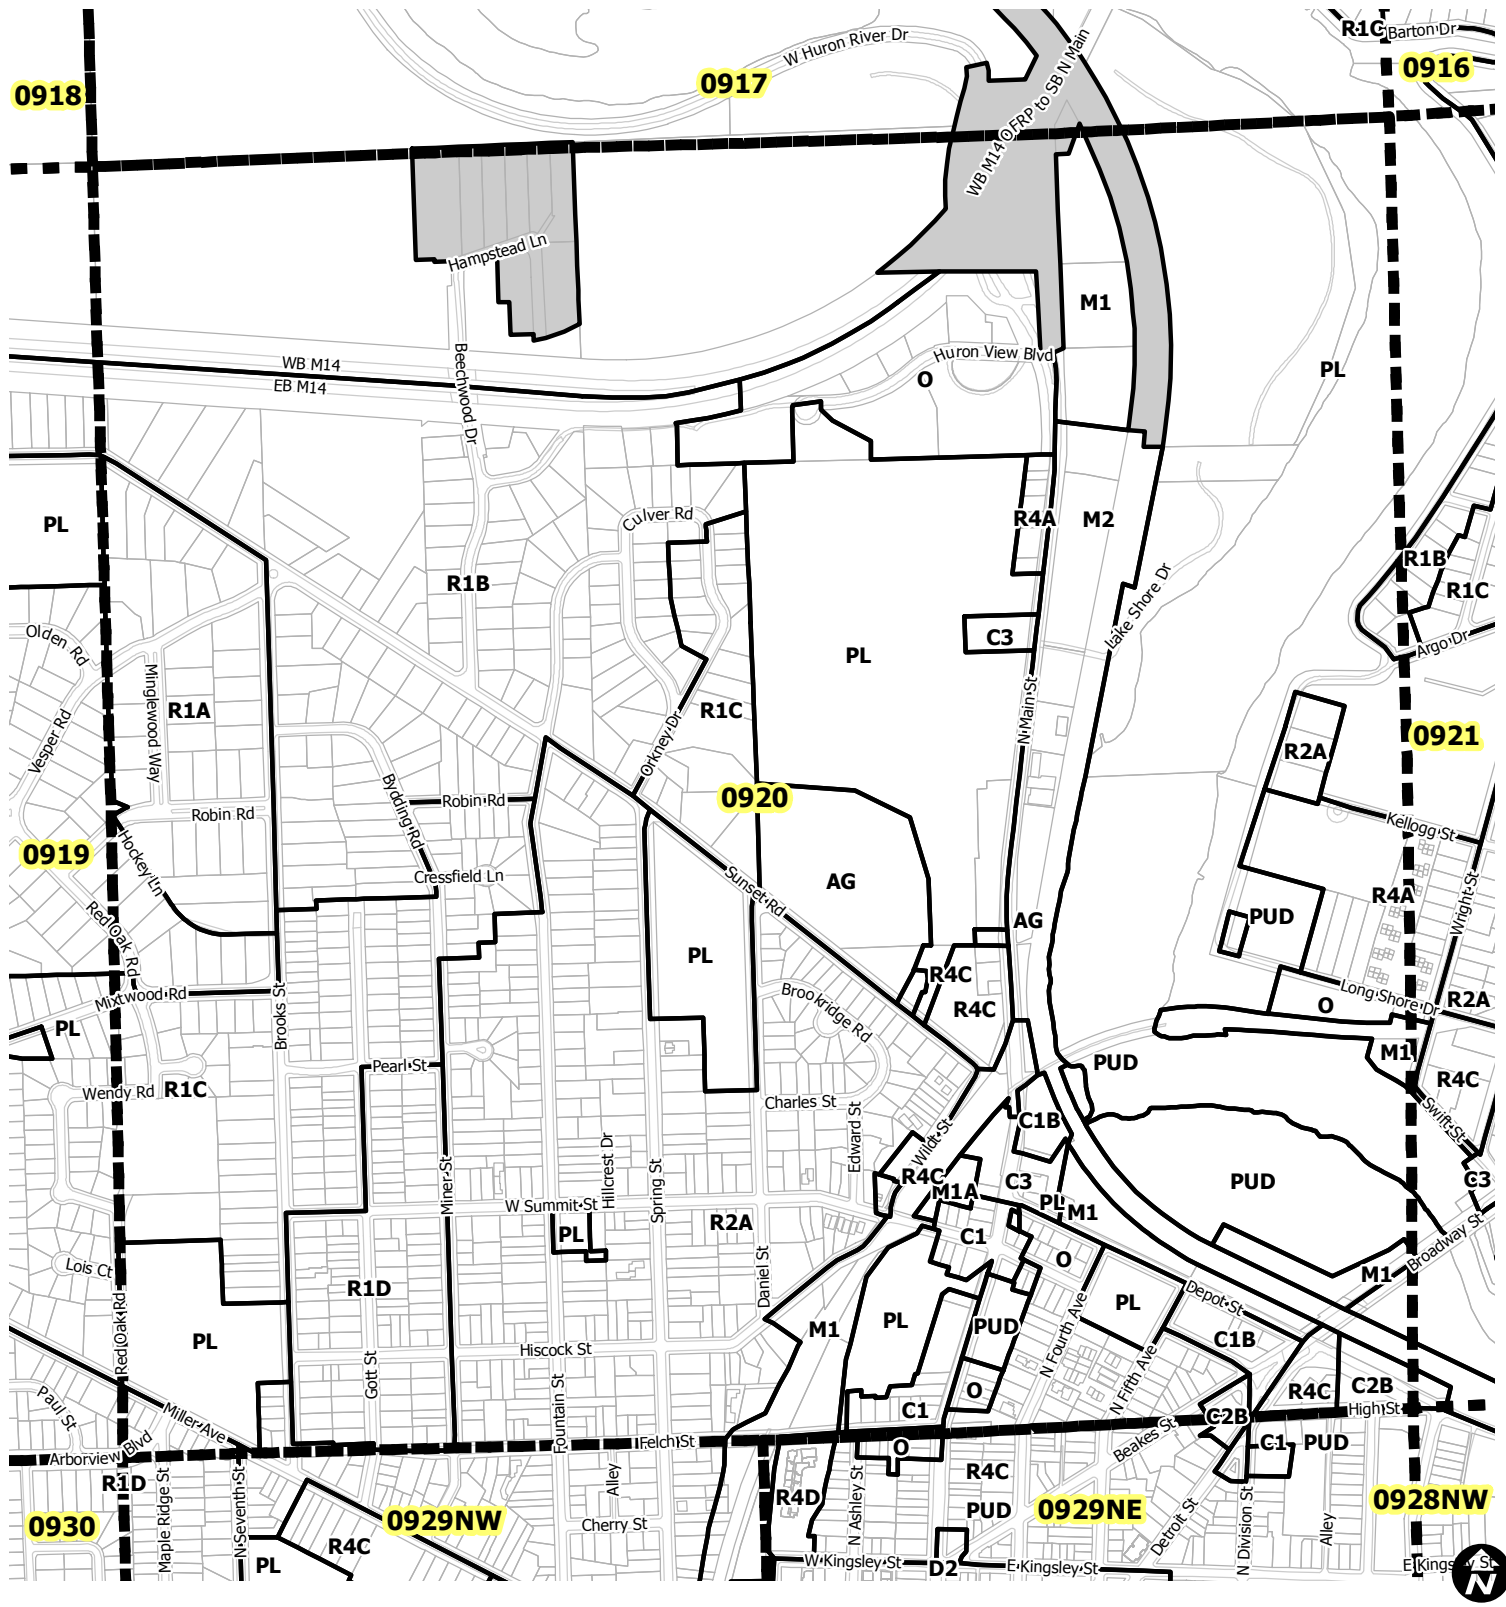 R1C
Barton Dr
W Huron River Dr
0917
0916
0918
WB M14 O FRP to SB N Main
Hampstead Ln
M1
WB M14
EB M14
Huron View Blvd
O
PL
Beechwood Dr
PL
Culver Rd
R4A
M2
R1B
R1B
R1C
Lake Shore Dr
Olden Rd
C3
PL
Argo Dr
Minglewood Way
R1A
R1C
N Main St
Vesper Rd
Orkney Dr
R2A
0921
Bydding Rd
Robin Rd
0920
Robin Rd
Kellogg St
Hockey Ln
0919
Cressfield Ln
Sunset Rd
AG
R4A
Wright St
Red Oak Rd
PUD
AG
PL
R4C
Mixtwood Rd
Brookridge Rd
R4C
Long Shore Dr
R2A
O
PL
Brooks St
M1
Pearl St
PUD
R4C
Wendy Rd
R1C
Charles St
Swift St
C1B
Edward St
Wildt St
Hillcrest Dr
Miner St
Spring St
R4C
M1A
C3
PUD
C3
W Summit St
PL
M1
R2A
PL
C1
Broadway St
Lois Ct
O
Daniel St
M1
R1D
Depot St
Red Oak Rd
PL
PL
M1
PL
PUD
N Fourth Ave
C1B
Hiscock St
Gott St
Fountain St
N Fifth Ave
Paul St
O
R4C
C2B
Miller Ave
C1
C2B
High St
Felch St
O
Beakes St
C1
PUD
Arborview Blvd
R1D
R4C
Maple Ridge St
N Seventh St
Alley
R4D
N Ashley St
PUD
0929NE
0928NW
0930
0929NW
Cherry St
Detroit St
N Division St
Alley
R4C
PL
W Kingsley St
D2
E Kingsley St
E Kingsley St
N